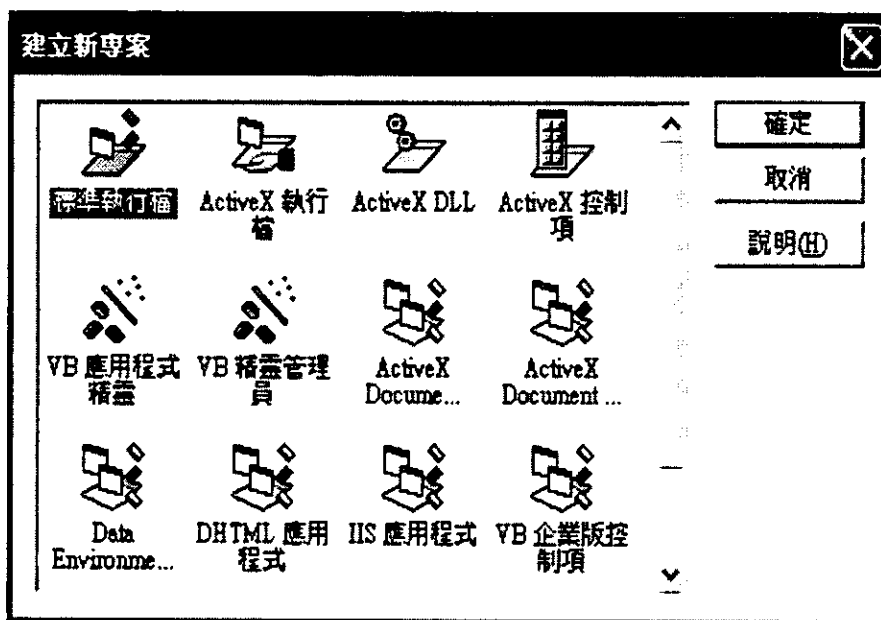 建立新專案
確定
取消
說明(H)
標準執行檔
ActiveX 執行
檔
ActiveX DLL
ActiveX 控制
項
VB 應用程式
精靈
VB 精靈管理
員
ActiveX
Docume...
ActiveX
Document ...
Data
Environme...
DHTML 應用
程式
IIS 應用程式
VB 企業版控
制項